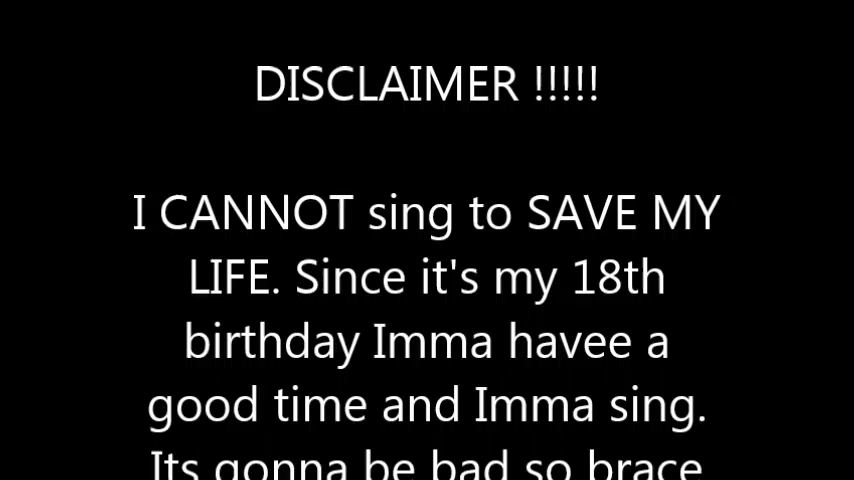 DISCLAIMER !!!!!
I CANNOT sing to SAVE MY
LIFE. Since it's my 18th
birthday Imma havee a
good time and Imma sing.
Its gonna be bad so brace